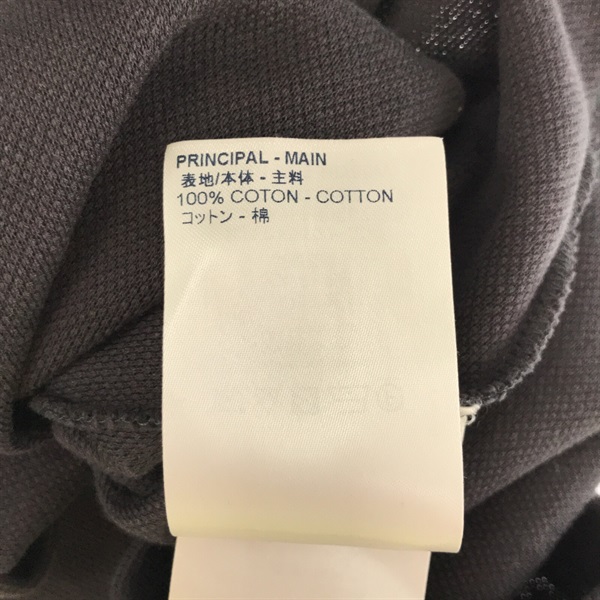 PRINCIPAL - MAIN
表地/本体 - 主料
100% COTON - COTTON
コットン - 棉